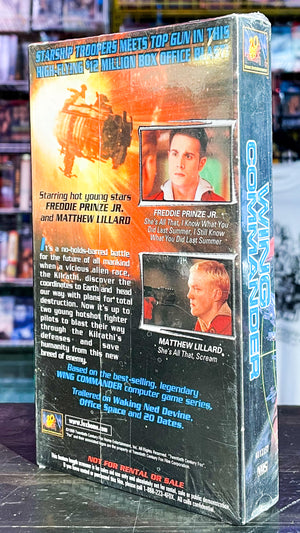 STARSHIP TROOPERS MEETS TOP GUN IN THIS
HIGH-FLYING $12 MILLION BOX OFFICE BLAST
Starring hot young stars
FREDDIE PRINZE JR.
and MATTHEW LILLARD
FREDDIE PRINZE JR.
She's All That, I Know What You
Did Last Summer, I Still Know
What You Did Last Summer
It's a no-holds-barred battle
for the future of all mankind
when a vicious alien race,
the Kilrathi, discover the
coordinates to Earth and head
our way with plans for total
destruction. Now it's up to
two young hotshot fighter
pilots to blast their way
through the Kilrathi's
defenses and save
humanity from this new
breed of enemy.
MATTHEW LILLARD
She's All That, Scream
Based on the best-selling, legendary
WING COMMANDER computer game series.
Trailered on Waking Ned Devine,
Office Space and 20 Dates.
www.foxhome.com
NOT FOR RENTAL OR SALE
WING
COMMANDER
VHS